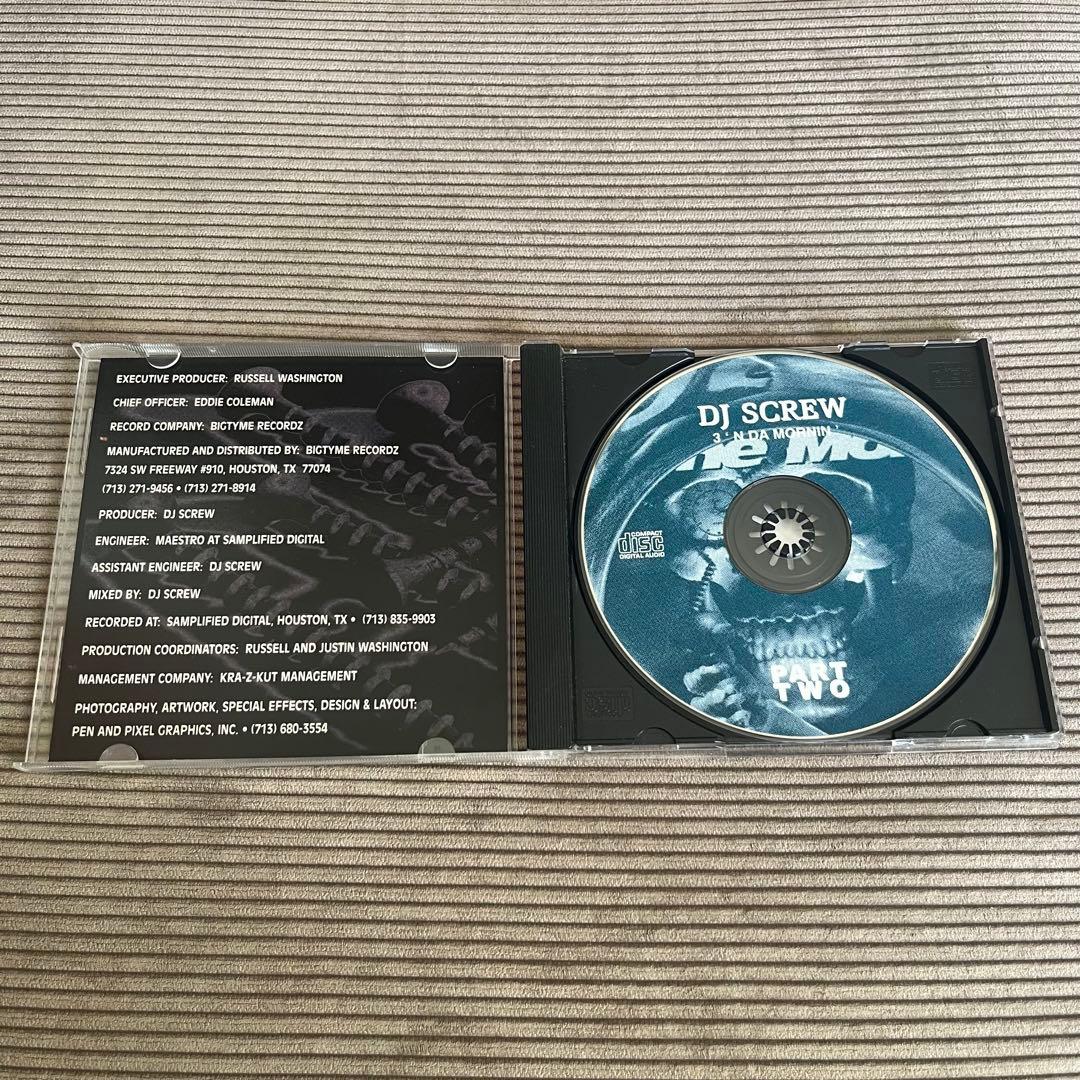 EXECUTIVE PRODUCER: RUSSELL WASHINGTON
CHIEF OFFICER: EDDIE COLEMAN
RECORD COMPANY: BIGTYME RECORDZ
MANUFACTURED AND DISTRIBUTED BY: BIGTYME RECORDZ
7324 SW FREEWAY #910, HOUSTON, TX 77074
(713) 271-9456 • (713) 271-8914
PRODUCER: DJ SCREW
ENGINEER: MAESTRO AT SAMPLIFIED DIGITAL
ASSISTANT ENGINEER: DJ SCREW
MIXED BY: DJ SCREW
RECORDED AT: SAMPLIFIED DIGITAL, HOUSTON, TX • (713) 835-9903
PRODUCTION COORDINATORS: RUSSELL AND JUSTIN WASHINGTON
MANAGEMENT COMPANY: KRA-Z-KUT MANAGEMENT
PHOTOGRAPHY, ARTWORK, SPECIAL EFFECTS, DESIGN & LAYOUT:
PEN AND PIXEL GRAPHICS, INC. • (713) 680-3554
DJ SCREW
3 ' N DA MORNIN '
COMPACT
disc
DIGITAL AUDIO
PART
TWO